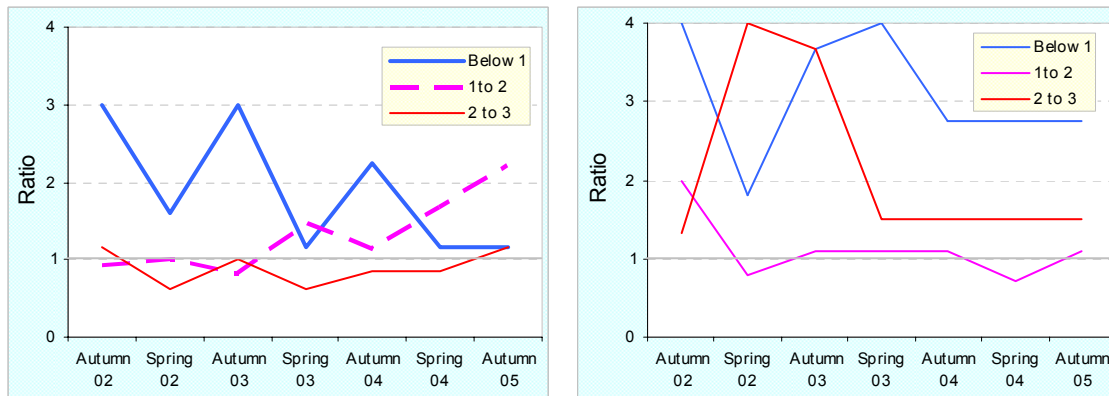 4
3
2
1
0
Ratio
Below 1
1to 2
2 to 3
Autumn 02
Spring 02
Autumn 03
Spring 03
Autumn 04
Spring 04
Autumn 05
4
3
2
1
0
Ratio
Below 1
1to 2
2 to 3
Autumn 02
Spring 02
Autumn 03
Spring 03
Autumn 04
Spring 04
Autumn 05